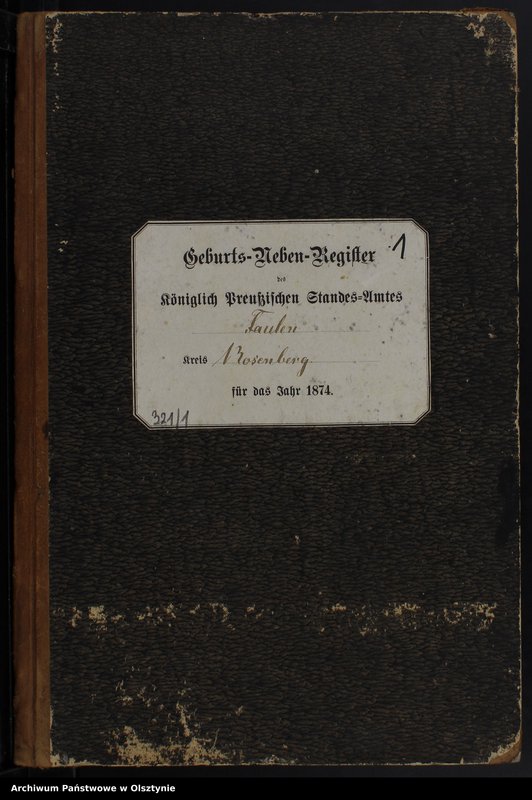 Geburts-Neben-Register
1
des
Königlich Preußischen Standes-Amtes
Faulen
Kreis Rosenberg.
für das Jahr 1874.
321/1
Archiwum Państwowe w Olsztynie